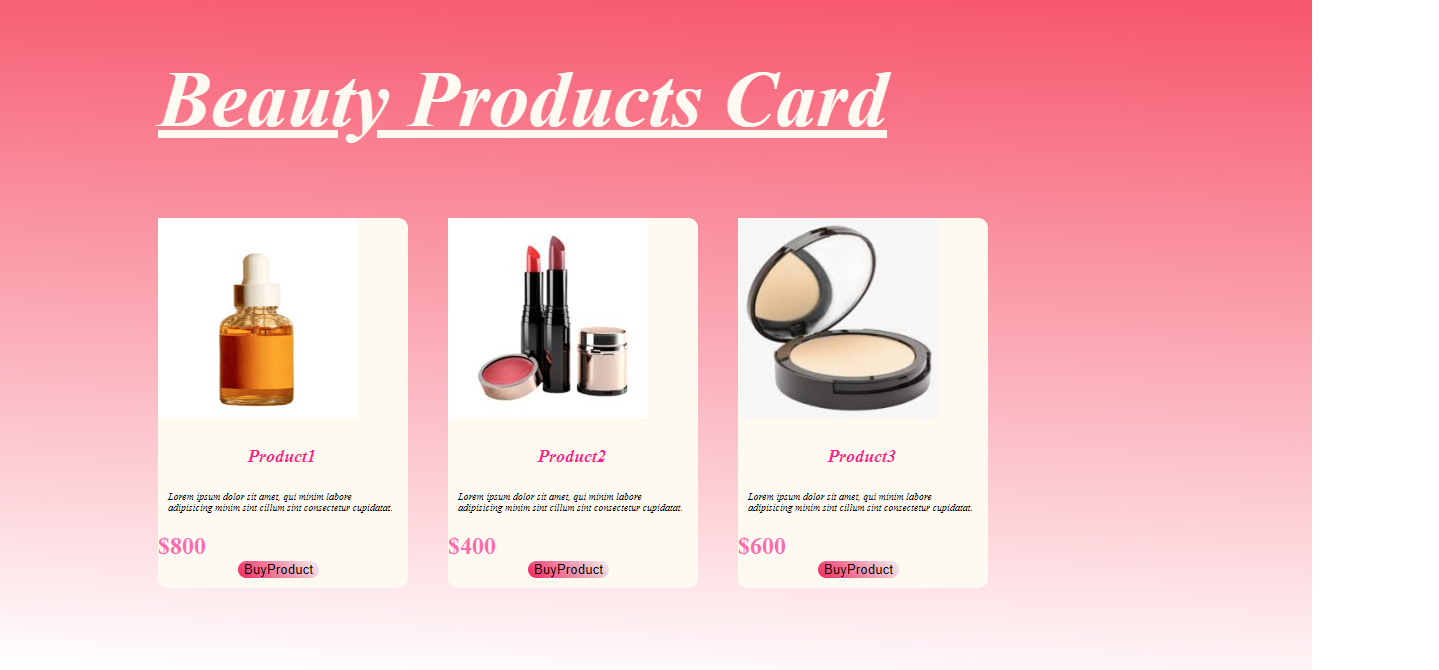 Beauty Products Card
Product1
Lorem ipsum dolor sit amet, qui minim labore
adipisicing minim sint cillum sint consectetur cupidatat.
$800
BuyProduct
Product2
Lorem ipsum dolor sit amet, qui minim labore
adipisicing minim sint cillum sint consectetur cupidatat.
$400
BuyProduct
Product3
Lorem ipsum dolor sit amet, qui minim labore
adipisicing minim sint cillum sint consectetur cupidatat.
$600
BuyProduct